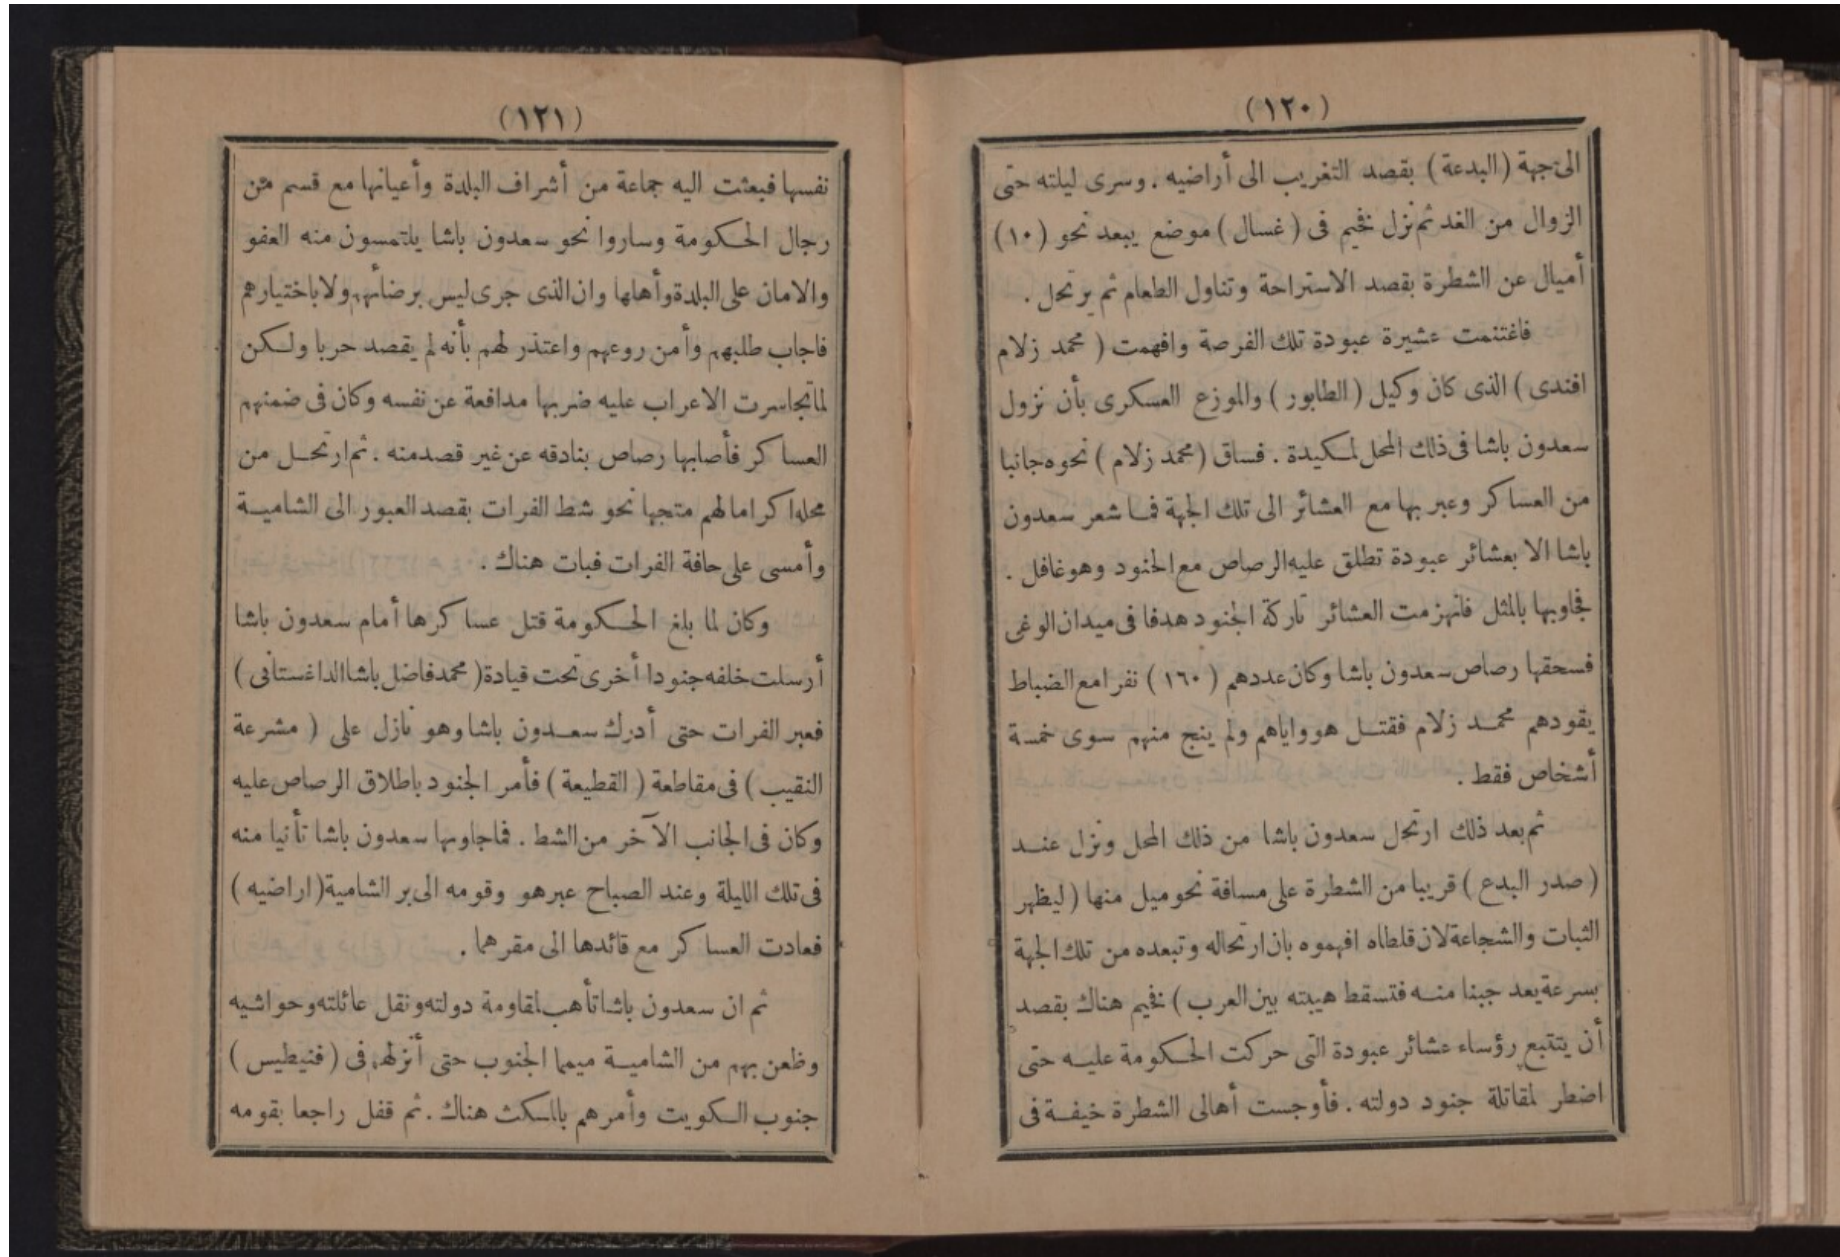 (١٢٠)
الى جهة (البدعة) بقصد التغريب الى أراضيه . وسرى ليلته حتى
الزوال من الغد ثم نزل نخيم فى (غسال) موضع يبعد نحو (١٠)
أميال عن الشطرة بقصد الاستراحة وتناول الطعام ثم يرتحل .
فاغتنمت عشيرة عبودة تلك الفرصة وافهمت ( محمد زلام
افندى) الذى كان وكيل (الطابور) والموزع العسكرى بأن نزول
سعدون باشا فى ذلك المحل لمكيدة . فساق (محمد زلام) نحوه جانبا
من العساكر وعبر بها مع العشائر الى تلك الجهة فما شعر سعدون
باشا الا بعشائر عبودة تطلق عليه الرصاص مع الجنود وهو غافل .
فجاوبها بالمثل فانهزمت العشائر تاركة الجنود هدفا فى ميدان الوغى
فسحقها رصاص سعدون باشا وكان عددهم (١٦٠) نفرا مع الضباط
يقودهم محمد زلام فقتل هو واياهم ولم ينج منهم سوى خمسة
أشخاص فقط .
ثم بعد ذلك ارتحل سعدون باشا من ذلك المحل ونزل عند
(صدر البدع) قريبا من الشطرة على مسافة نحو ميل منها (ليظهر
الثبات والشجاعة لان قلطاه افهموه بان ارتحاله وتبعده من تلك الجهة
بسرعة يعد جبنا منه فتسقط هيبته بين العرب) نخيم هناك بقصد
أن يتتبع رؤساء عشائر عبودة التى حركت الحكومة عليه حتى
اضطر لمقاتلة جنود دولته . فأوجست أهالى الشطرة خيفة فى
(١٢١)
نفسها فبعثت اليه جماعة من أشراف البلدة وأعيانها مع قسم من
رجال الحكومة وساروا نحو سعدون باشا يلتمسون منه العفو
والامان على البلدة وأهلها وان الذى جرى ليس برضائهم ولا باختيارهم
فاجاب طلبهم وأمن روعهم واعتذر لهم بأنه لم يقصد حربا ولكن
لما تجاسرت الاعراب عليه ضربها مدافعة عن نفسه وكان فى ضمنهم
العساكر فأصابها رصاص بنادقه عن غير قصد منه . ثم ارتحل من
محله اكراما لهم متجها نحو شط الفرات بقصد العبور الى الشامية
وأمسى على حافة الفرات فبات هناك .
وكان لما بلغ الحكومة قتل عساكرها أمام سعدون باشا
أرسلت خلفه جنودا أخرى تحت قيادة (محمد فاضل باشا الداغستانى)
فعبر الفرات حتى أدرك سعدون باشا وهو نازل على ( مشرعة
النقيب) فى مقاطعة (القطيعة) فأمر الجنود باطلاق الرصاص عليه
وكان فى الجانب الآخر من الشط . فما جاوبها سعدون باشا تأنيا منه
فى تلك الليلة وعند الصباح عبر هو وقومه الى بر الشامية (اراضيه)
فعادت العساكر مع قائدها الى مقرهما .
ثم ان سعدون باشا تأهب لمقاومة دولته ونقل عائلته وحواشيه
وظعن بهم من الشامية ميمما الجنوب حتى أنزلهم فى (فنيطيس)
جنوب الكويت وأمرهم بالمكث هناك . ثم قفل راجعا بقومه